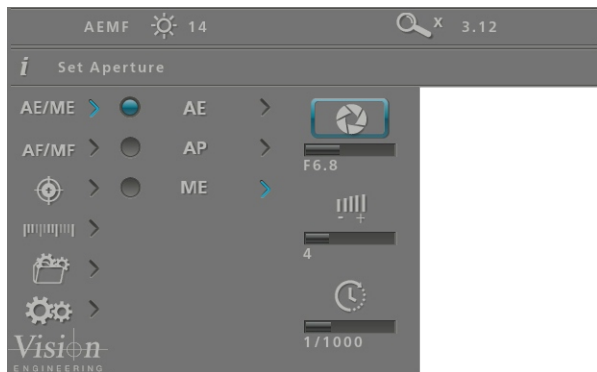 AEMF 14 x 3.12
i Set Aperture
AE/ME AE
AF/MF AP
F6.8
ME
4
1/1000
Vision
ENGINEERING